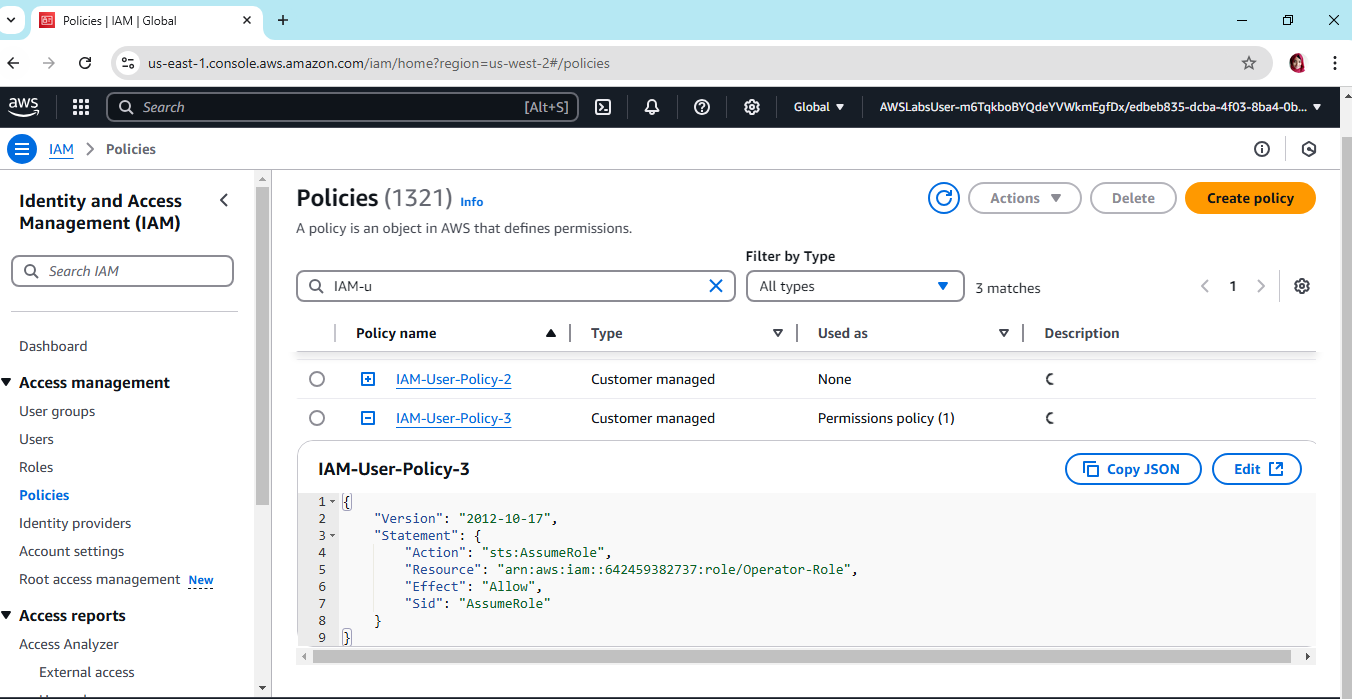 Policies | IAM | Global
us-east-1.console.aws.amazon.com/iam/home?region=us-west-2#/policies
aws
Search [Alt+S]
Global
AWSLabsUser-m6TqkboBYQdeYVWkmEgfDx/edbeb835-dcba-4f03-8ba4-0b...
IAM > Policies
Identity and Access
Management (IAM)
Search IAM
Dashboard
Access management
User groups
Users
Roles
Policies
Identity providers
Account settings
Root access management New
Access reports
Access Analyzer
External access
Policies (1321) Info
Actions
Delete
Create policy
A policy is an object in AWS that defines permissions.
Filter by Type
IAM-u
All types
3 matches
1
Policy name Type Used as Description
IAM-User-Policy-2 Customer managed None
IAM-User-Policy-3 Customer managed Permissions policy (1)
IAM-User-Policy-3
Copy JSON
Edit
1 {
2 "Version": "2012-10-17",
3 "Statement": {
4 "Action": "sts:AssumeRole",
5 "Resource": "arn:aws:iam::642459382737:role/Operator-Role",
6 "Effect": "Allow",
7 "Sid": "AssumeRole"
8 }
9 }